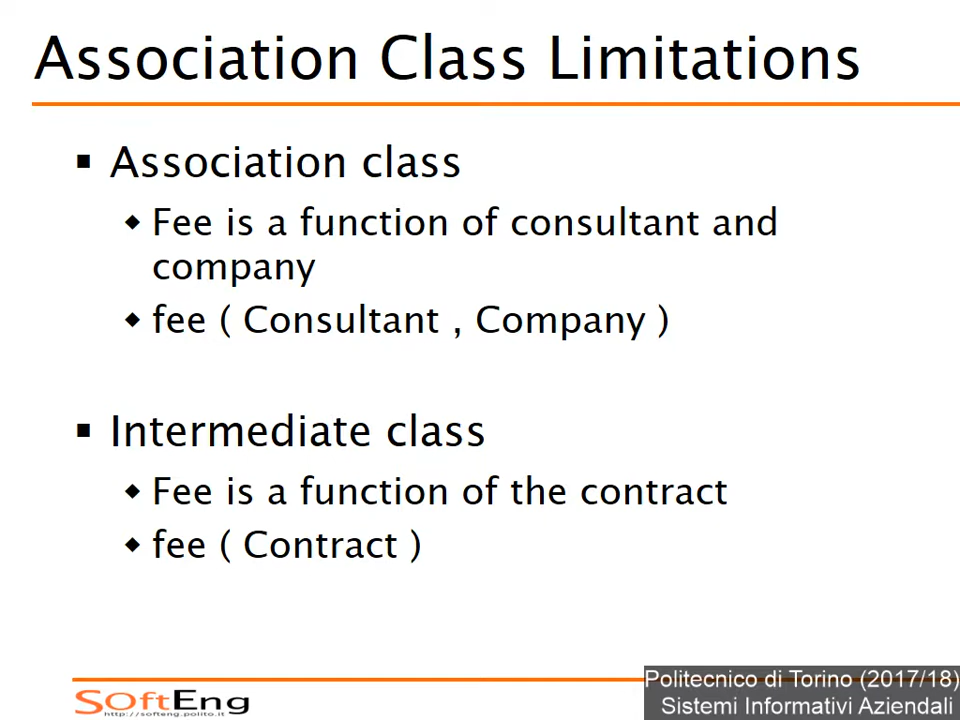 Association Class Limitations
▪ Association class
◆ Fee is a function of consultant and
company
◆ fee ( Consultant , Company )
▪ Intermediate class
◆ Fee is a function of the contract
◆ fee ( Contract )
SOftEng
http://softeng.polito.it
Politecnico di Torino (2017/18)
Sistemi Informativi Aziendali